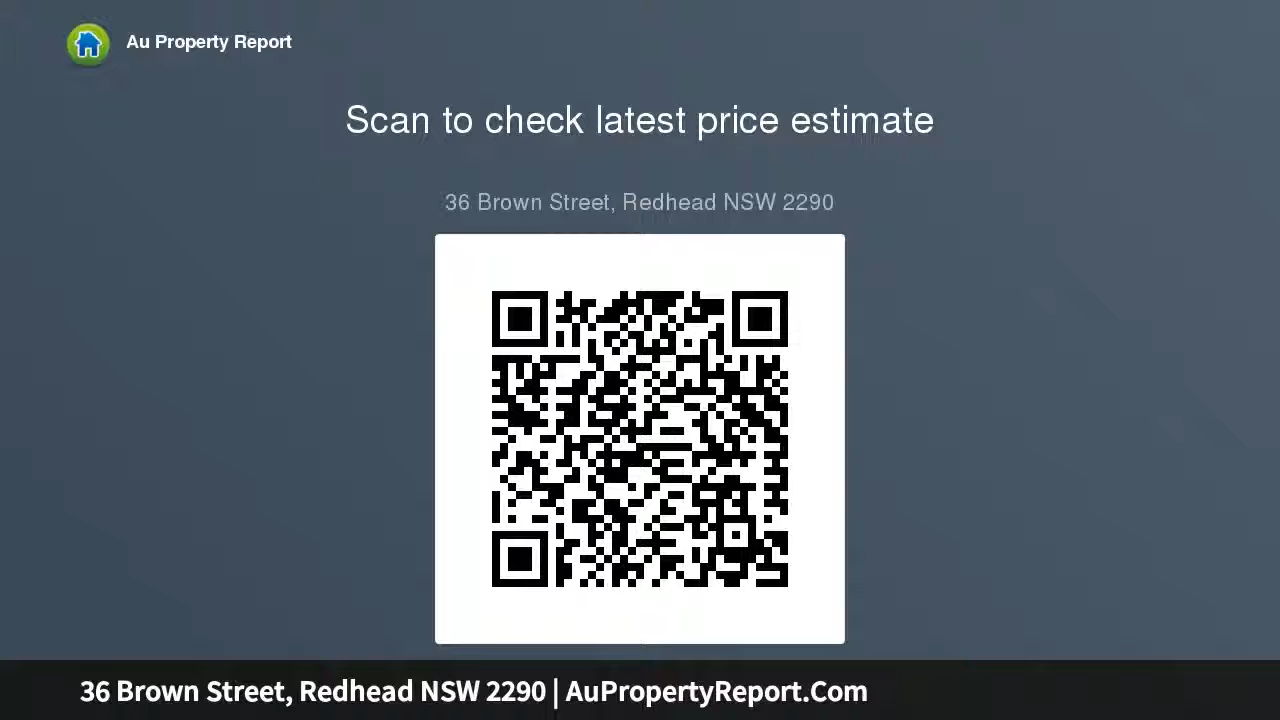 Au Property Report
Scan to check latest price estimate
36 Brown Street, Redhead NSW 2290
36 Brown Street, Redhead NSW 2290 | AuPropertyReport.Com